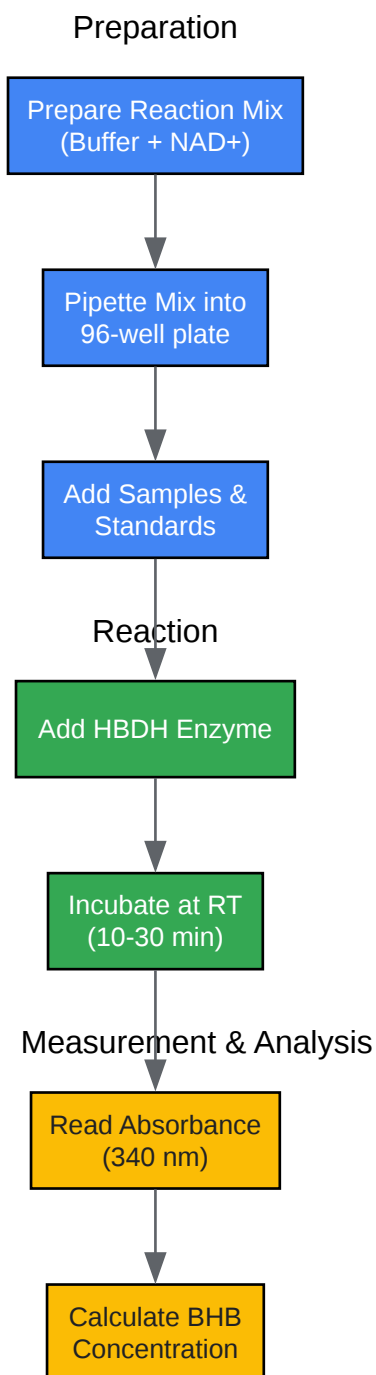 Preparation
Prepare Reaction Mix
(Buffer + NAD+)
Pipette Mix into
96-well plate
Add Samples &
Standards
Reaction
Add HBDH Enzyme
Incubate at RT
(10-30 min)
Measurement & Analysis
Read Absorbance
(340 nm)
Calculate BHB
Concentration